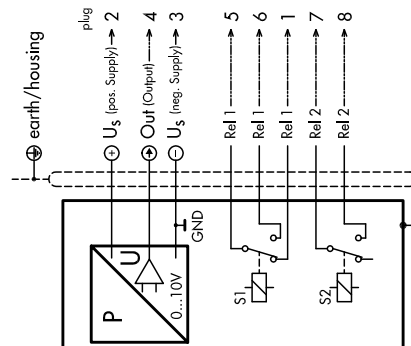 plug
2
4
3
5
6
1
7
8
earth/housing
Us (pos. Supply)
Out (Output)
Us (neg. Supply)
Rel 1
Rel 1
Rel 1
Rel 2
Rel 2
GND
P
U
0...10V
S1
S2